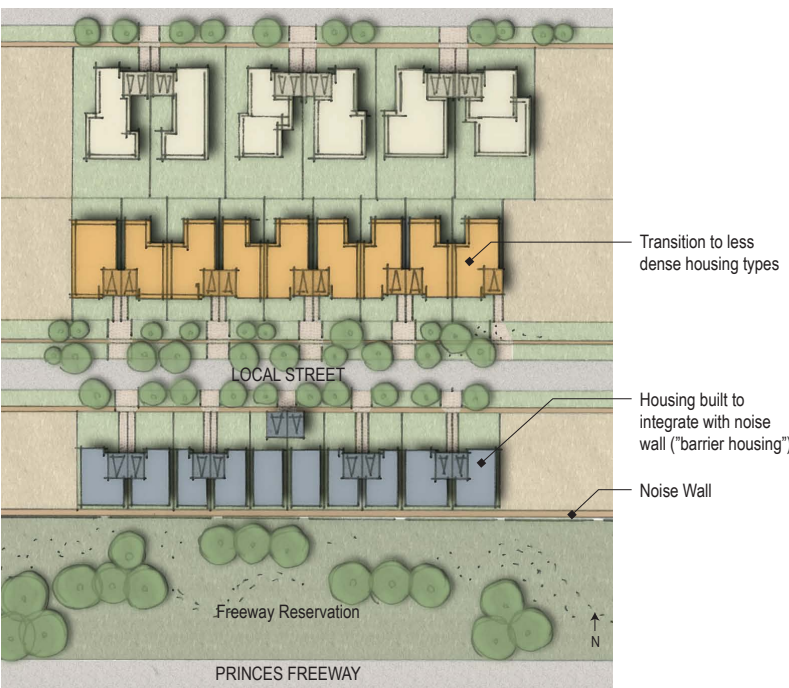 Transition to less
dense housing types
LOCAL STREET
Housing built to
integrate with noise
wall ("barrier housing")
Noise Wall
Freeway Reservation
N
PRINCES FREEWAY